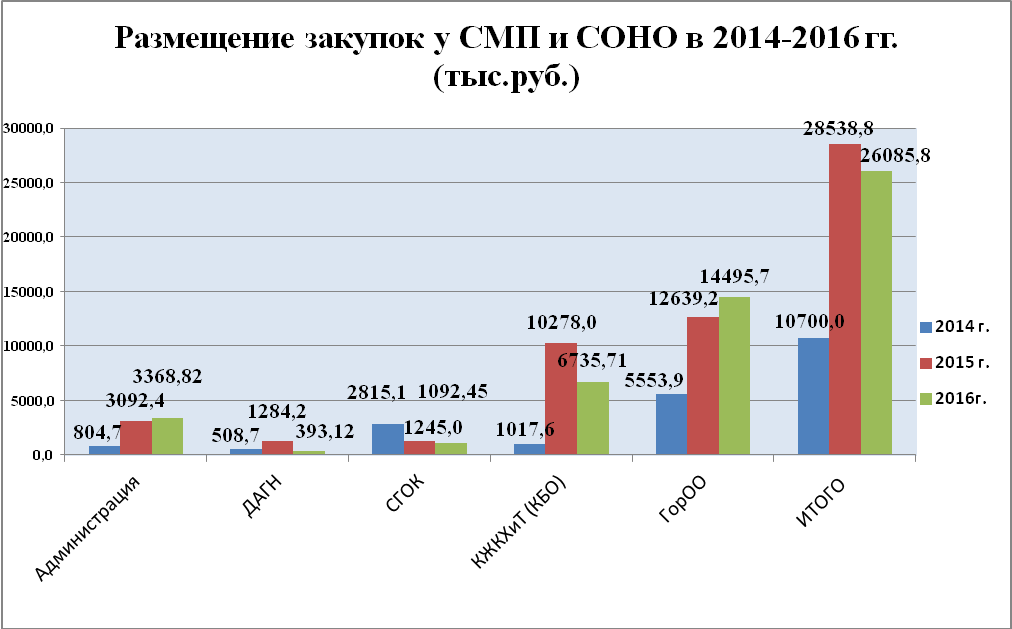 Размещение закупок у СМП и СОНО в 2014-2016 гг.
(тыс.руб.)
30000,0
25000,0
20000,0
15000,0
10000,0
5000,0
0,0
804,7
3092,4
3368,82
508,7
1284,2
393,12
2815,1
1245,0
1092,45
1017,6
10278,0
6735,71
5553,9
12639,2
14495,7
10700,0
28538,8
26085,8
Администрация
ДАГН
СГОК
КЖКХиТ (КБО)
ГорОО
ИТОГО
2014 г.
2015 г.
2016г.